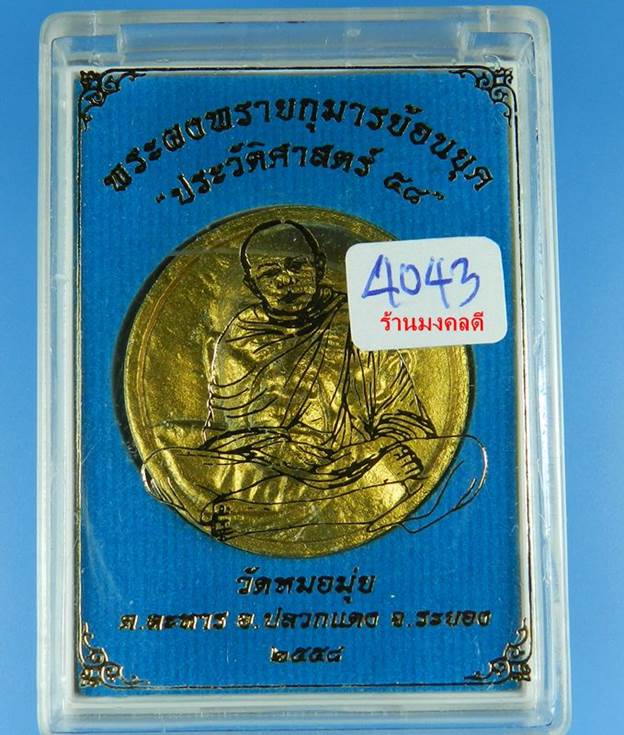 พระผงพรายกุมารย้อนยุค
"ประวัติศาสตร์ ๕๘"
4043
ร้านมงคลดี
วัดหมอมุ่ย
ต.ละหาร อ.ปลวกแดง จ.ระยอง
๒๕๕๘